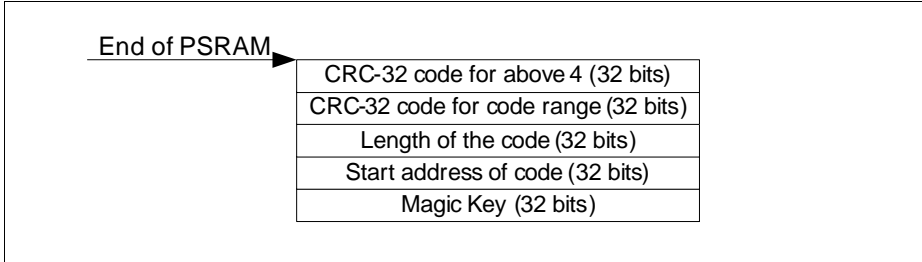 End of PSRAM
CRC-32 code for above 4 (32 bits)
CRC-32 code for code range (32 bits)
Length of the code (32 bits)
Start address of code (32 bits)
Magic Key (32 bits)